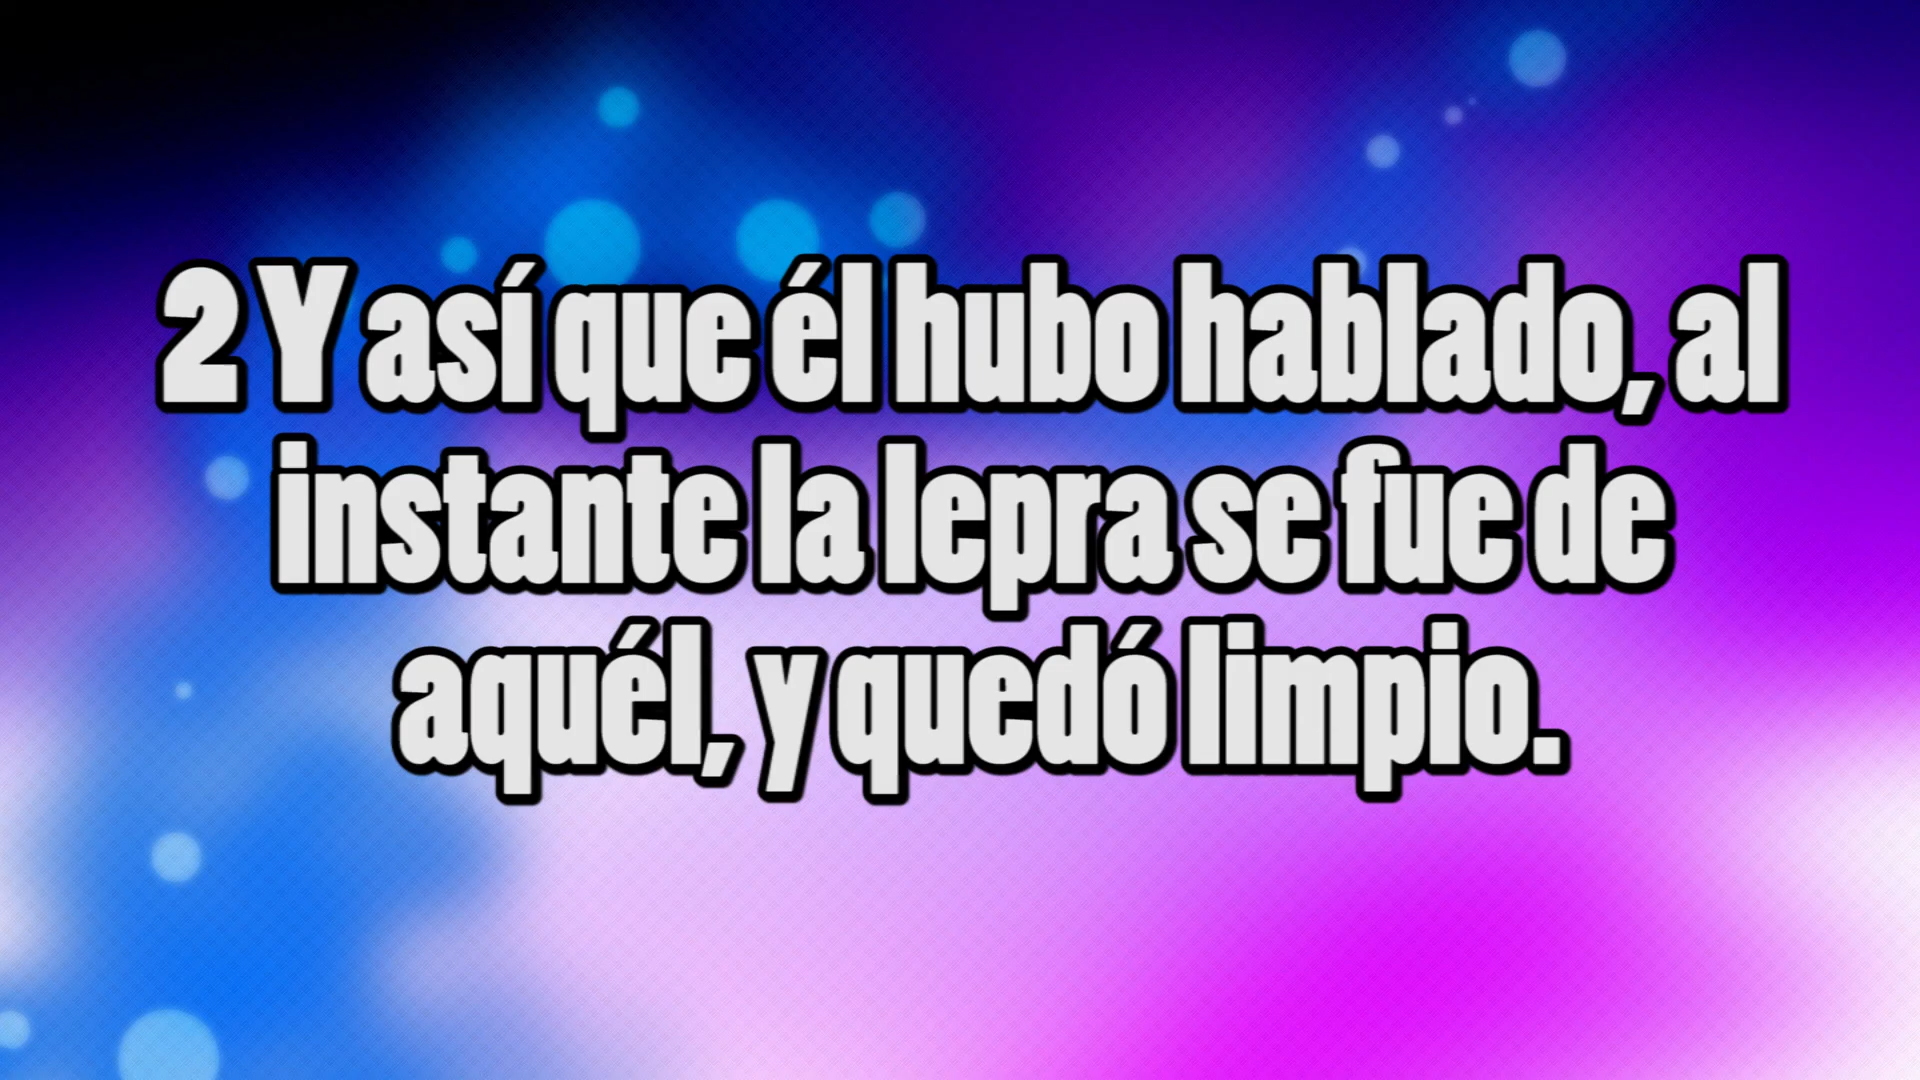 2 Y así que él hubo hablado, al
instante la lepra se fue de
aquél, y quedó limpio.